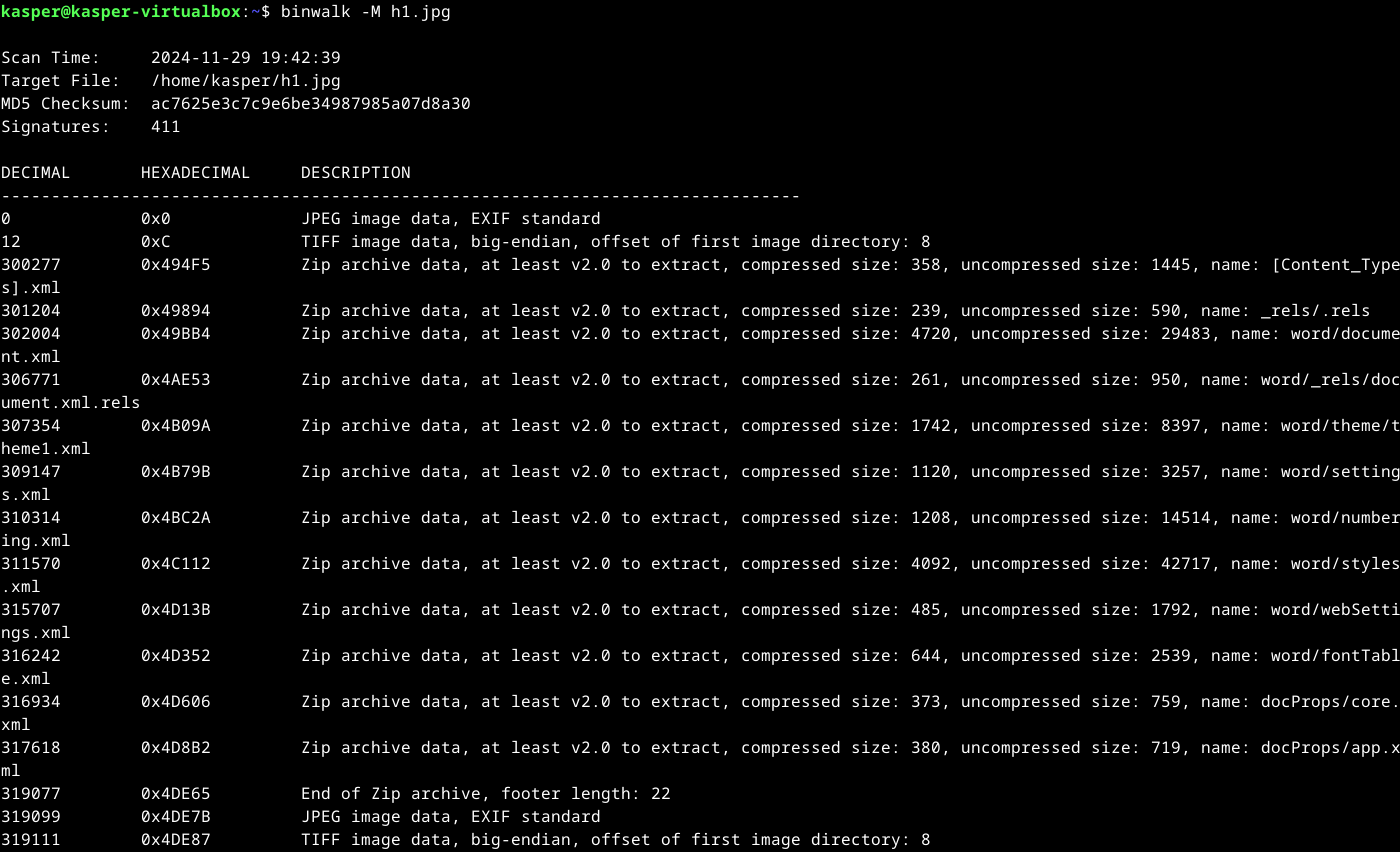 kasper@kasper-virtualbox:~$ binwalk -M h1.jpg
Scan Time:     2024-11-29 19:42:39
Target File:   /home/kasper/h1.jpg
MD5 Checksum:  ac7625e3c7c9e6be34987985a07d8a30
Signatures:    411
DECIMAL       HEXADECIMAL     DESCRIPTION
--------------------------------------------------------------------------------
0             0x0             JPEG image data, EXIF standard
12            0xC             TIFF image data, big-endian, offset of first image directory: 8
300277        0x494F5         Zip archive data, at least v2.0 to extract, compressed size: 358, uncompressed size: 1445, name: [Content_Type
s].xml
301204        0x49894         Zip archive data, at least v2.0 to extract, compressed size: 239, uncompressed size: 590, name: _rels/.rels
302004        0x49BB4         Zip archive data, at least v2.0 to extract, compressed size: 4720, uncompressed size: 29483, name: word/docume
nt.xml
306771        0x4AE53         Zip archive data, at least v2.0 to extract, compressed size: 261, uncompressed size: 950, name: word/_rels/doc
ument.xml.rels
307354        0x4B09A         Zip archive data, at least v2.0 to extract, compressed size: 1742, uncompressed size: 8397, name: word/theme/t
heme1.xml
309147        0x4B79B         Zip archive data, at least v2.0 to extract, compressed size: 1120, uncompressed size: 3257, name: word/setting
s.xml
310314        0x4BC2A         Zip archive data, at least v2.0 to extract, compressed size: 1208, uncompressed size: 14514, name: word/number
ing.xml
311570        0x4C112         Zip archive data, at least v2.0 to extract, compressed size: 4092, uncompressed size: 42717, name: word/styles
.xml
315707        0x4D13B         Zip archive data, at least v2.0 to extract, compressed size: 485, uncompressed size: 1792, name: word/webSetti
ngs.xml
316242        0x4D352         Zip archive data, at least v2.0 to extract, compressed size: 644, uncompressed size: 2539, name: word/fontTabl
e.xml
316934        0x4D606         Zip archive data, at least v2.0 to extract, compressed size: 373, uncompressed size: 759, name: docProps/core.
xml
317618        0x4D8B2         Zip archive data, at least v2.0 to extract, compressed size: 380, uncompressed size: 719, name: docProps/app.x
ml
319077        0x4DE65         End of Zip archive, footer length: 22
319099        0x4DE7B         JPEG image data, EXIF standard
319111        0x4DE87         TIFF image data, big-endian, offset of first image directory: 8